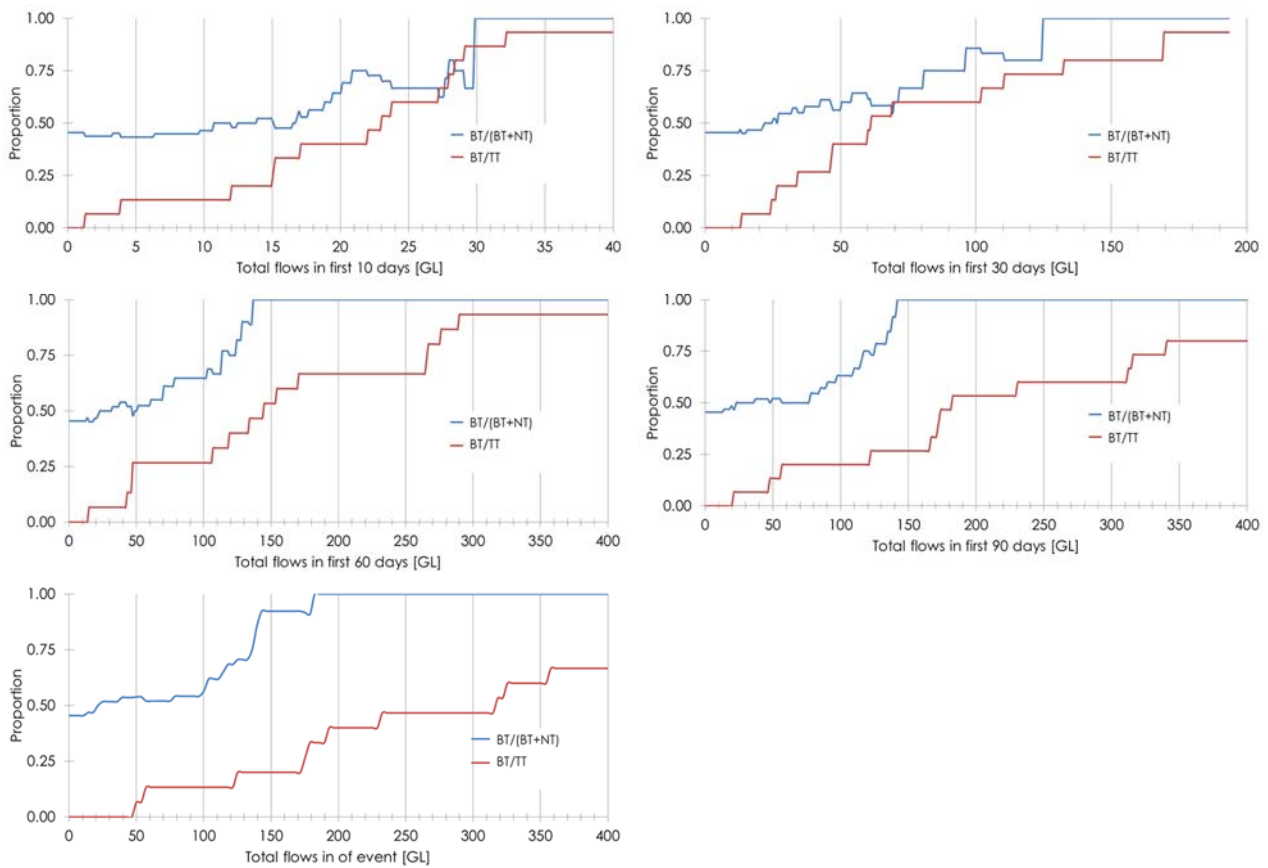 1.00
0.75
0.50
0.25
0.00
Proportion
BT/(BT+NT)
BT/TT
0 5 10 15 20 25 30 35 40
Total flows in first 10 days [GL]
1.00
0.75
0.50
0.25
0.00
Proportion
BT/(BT+NT)
BT/TT
0 50 100 150 200
Total flows in first 30 days [GL]
1.00
0.75
0.50
0.25
0.00
Proportion
BT/(BT+NT)
BT/TT
0 50 100 150 200 250 300 350 400
Total flows in first 60 days [GL]
1.00
0.75
0.50
0.25
0.00
Proportion
BT/(BT+NT)
BT/TT
0 50 100 150 200 250 300 350 400
Total flows in first 90 days [GL]
1.00
0.75
0.50
0.25
0.00
Proportion
BT/(BT+NT)
BT/TT
0 50 100 150 200 250 300 350 400
Total flows in of event [GL]